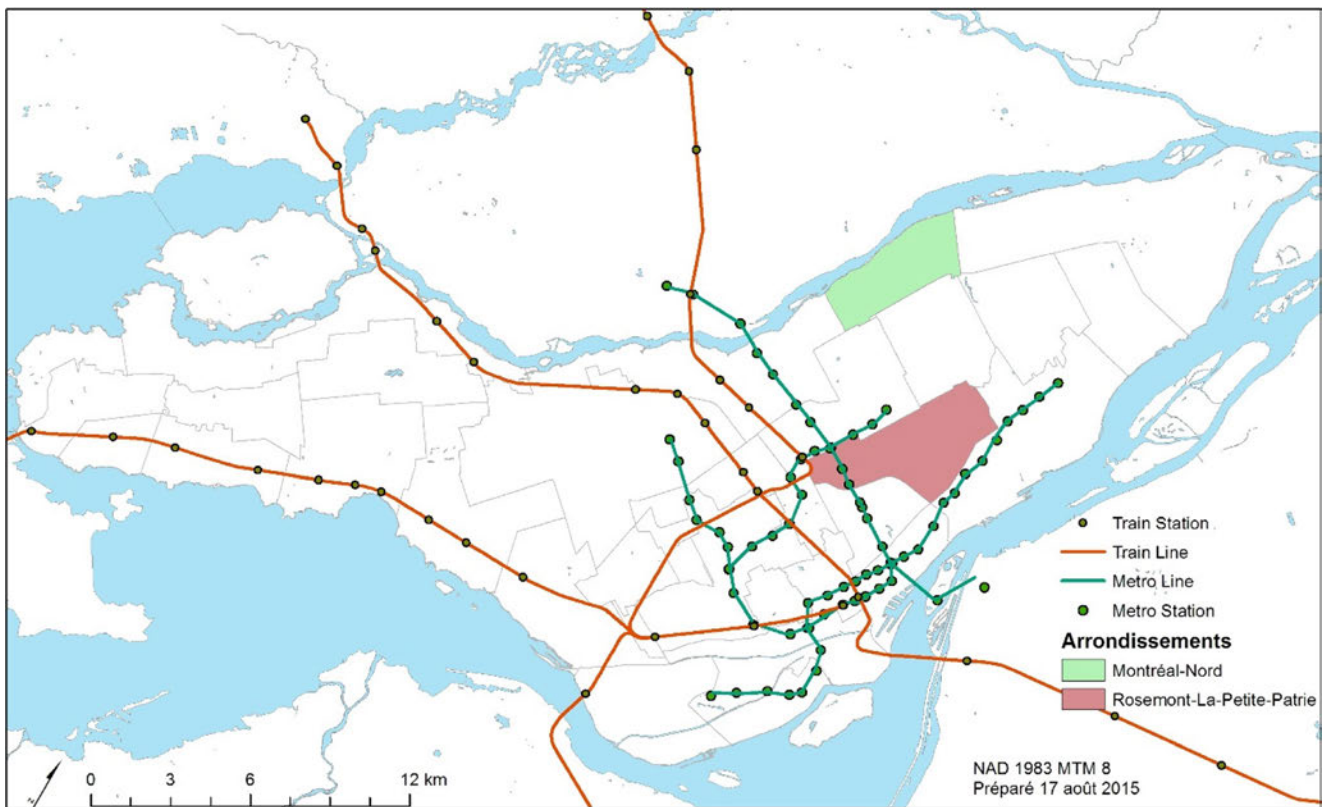 Train Station
Train Line
Metro Line
Metro Station
Arrondissements
Montréal-Nord
Rosemont-La-Petite-Patrie
0 3 6 12 km
NAD 1983 MTM 8
Préparé 17 août 2015